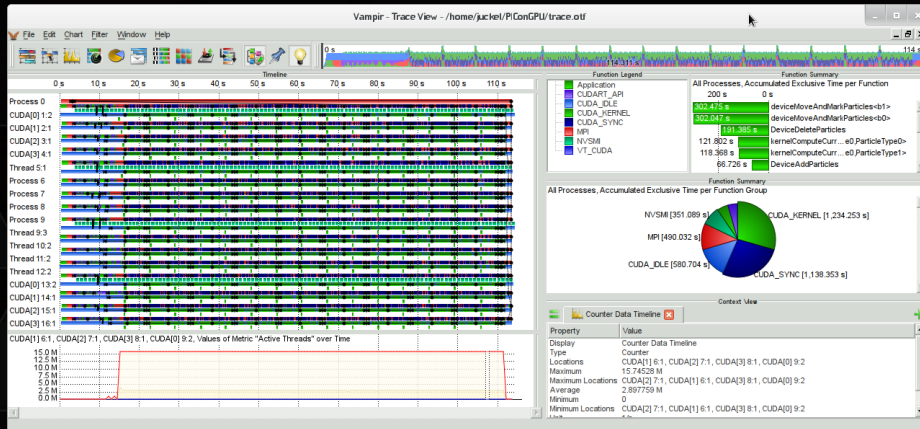 Vampir - Trace View - /home/juckel/PIConGPU/trace.otf
File Edit Chart Filter Window Help
0 s 114 s
114.311 s
Timeline
0 s 10 s 20 s 30 s 40 s 50 s 60 s 70 s 80 s 90 s 100 s 110 s
Process 0
CUDA[0] 1:2
CUDA[1] 2:1
CUDA[2] 3:1
CUDA[3] 4:1
Thread 5:1
Process 6
Process 7
Process 8
Process 9
Thread 9:3
Thread 10:2
Thread 11:2
Thread 12:2
CUDA[0] 13:2
CUDA[1] 14:1
CUDA[2] 15:1
CUDA[3] 16:1
CUDA[1] 6:1, CUDA[2] 7:1, CUDA[3] 8:1, CUDA[0] 9:2, Values of Metric "Active Threads" over Time
15.0 M
12.5 M
10.0 M
7.5 M
5.0 M
2.5 M
0.0 M
Function Legend
Application
CUDART_API
CUDA_IDLE
CUDA_KERNEL
CUDA_SYNC
MPI
NVSMI
VT_CUDA
Function Summary
All Processes, Accumulated Exclusive Time per Function
200 s 0 s
302.475 s deviceMoveAndMarkParticles<b1>
302.047 s deviceMoveAndMarkParticles<b0>
191.385 s DeviceDeleteParticles
121.802 s kernelComputeCurr... e0,ParticleType0>
118.368 s kernelComputeCurr... e0,ParticleType1>
66.726 s DeviceAddParticles
Function Summary
All Processes, Accumulated Exclusive Time per Function Group
NVSMI [351.089 s]
CUDA_KERNEL [1,234.253 s]
MPI [490.032 s]
CUDA_IDLE [580.704 s]
CUDA_SYNC [1,138.353 s]
Context View
Counter Data Timeline
Property Value
Display Counter Data Timeline
Type Counter
Locations CUDA[1] 6:1, CUDA[2] 7:1, CUDA[3] 8:1, CUDA[0] 9:2
Maximum 15.74528 M
Maximum Locations CUDA[2] 7:1, CUDA[1] 6:1, CUDA[3] 8:1, CUDA[0] 9:2
Average 2.897759 M
Minimum 0
Minimum Locations CUDA[2] 7:1, CUDA[1] 6:1, CUDA[3] 8:1, CUDA[0] 9:2